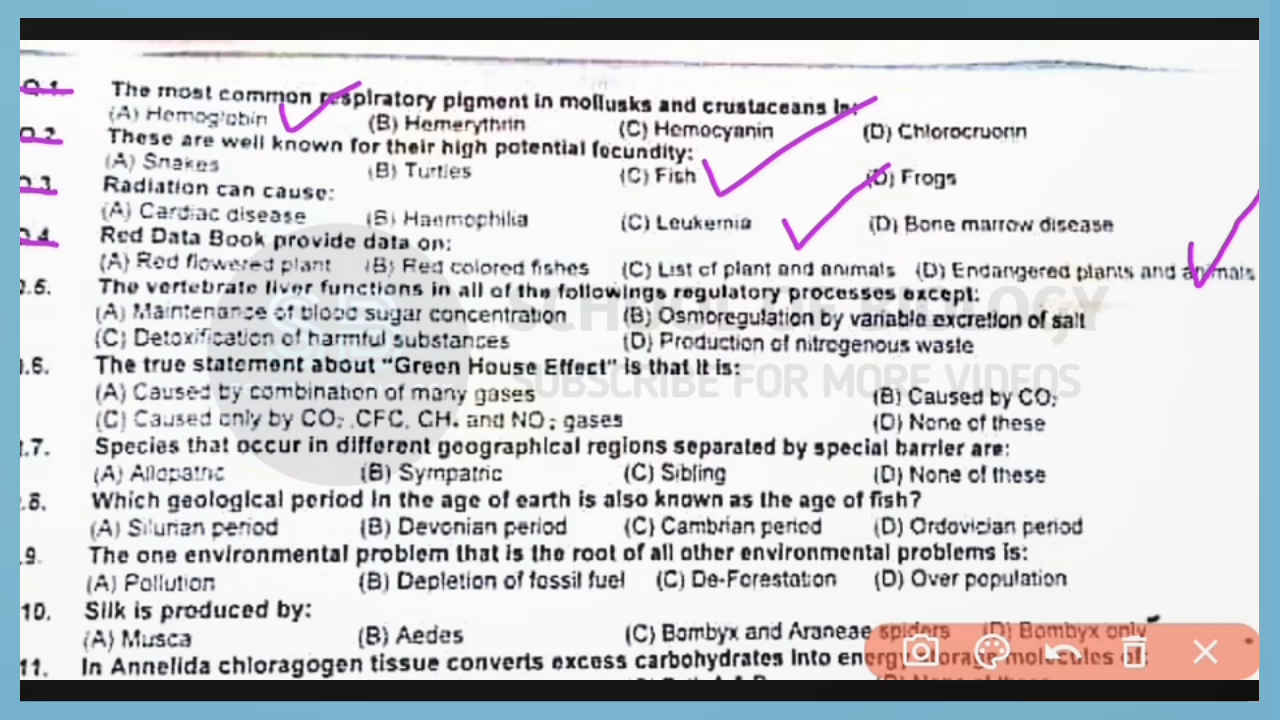 Q.1. The most common respiratory pigment in mollusks and crustaceans is:
(A) Hemoglobin (B) Hemerythrin (C) Hemocyanin (D) Chlorocruorin
Q.2. These are well known for their high potential fecundity:
(A) Snakes (B) Turtles (C) Fish (D) Frogs
Q.3. Radiation can cause:
(A) Cardiac disease (B) Haemophilia (C) Leukemia (D) Bone marrow disease
Q.4. Red Data Book provide data on:
(A) Red flowered plant (B) Red colored fishes (C) List of plant and animals (D) Endangered plants and animals
.5. The vertebrate liver functions in all of the followings regulatory processes except:
(A) Maintenance of blood sugar concentration (B) Osmoregulation by variable excretion of salt
(C) Detoxification of harmful substances (D) Production of nitrogenous waste
.6. The true statement about "Green House Effect" is that it is:
(A) Caused by combination of many gases (B) Caused by CO₂
(C) Caused only by CO₂ ,CFC, CH₄ and NO₂ gases (D) None of these
.7. Species that occur in different geographical regions separated by special barrier are:
(A) Allopatric (B) Sympatric (C) Sibling (D) None of these
.8. Which geological period in the age of earth is also known as the age of fish?
(A) Silurian period (B) Devonian period (C) Cambrian period (D) Ordovician period
.9. The one environmental problem that is the root of all other environmental problems is:
(A) Pollution (B) Depletion of fossil fuel (C) De-Forestation (D) Over population
10. Silk is produced by:
(A) Musca (B) Aedes (C) Bombyx and Araneae spiders (D) Bombyx only
11. In Annelida chloragogen tissue converts excess carbohydrates into energy storage molecules of:
SUBSCRIBE FOR MORE VIDEOS